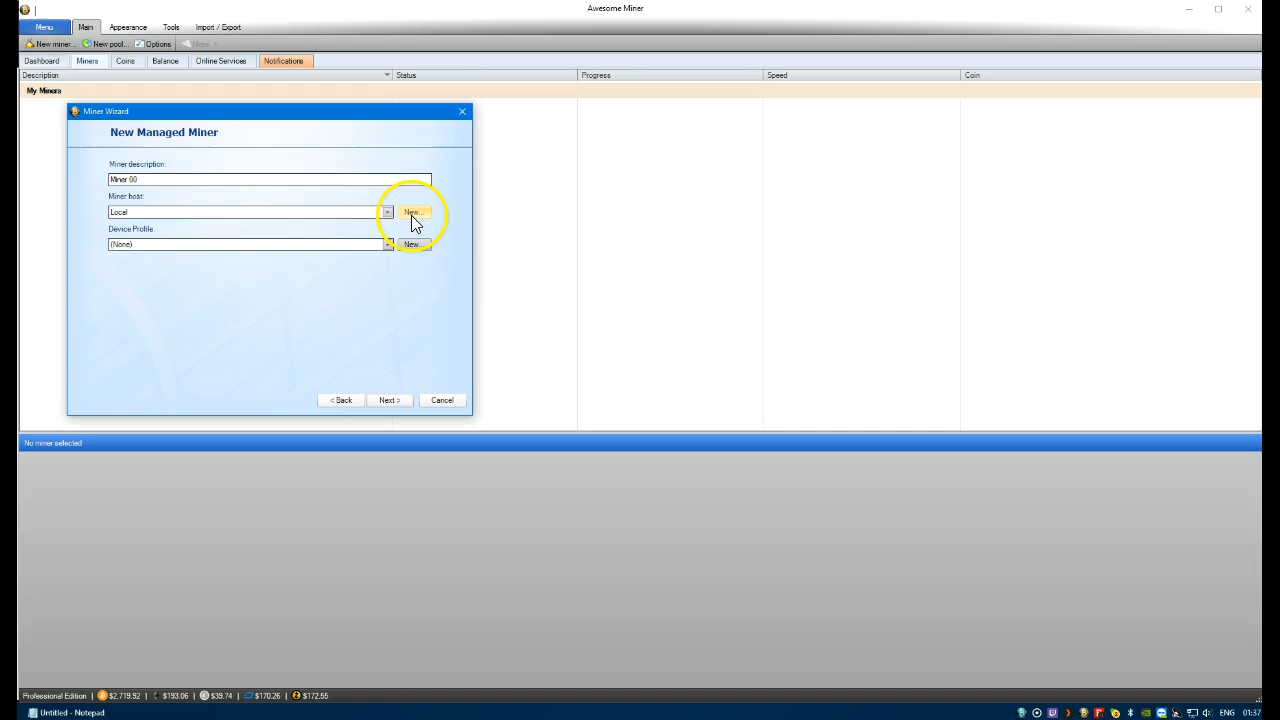 Awesome Miner
Menu Main Appearance Tools Import / Export
New miner... New pool... Options More
Dashboard Miners Coins Balance Online Services Notifications
Description Status Progress Speed Coin
My Miners
Miner Wizard
New Managed Miner
Miner description:
Miner 00
Miner host:
Local New...
Device Profile:
(None) New...
< Back Next > Cancel
No miner selected
Professional Edition | $2,719.92 | $193.06 | $39.74 | $170.26 | $172.55
Untitled - Notepad ENG 01:37